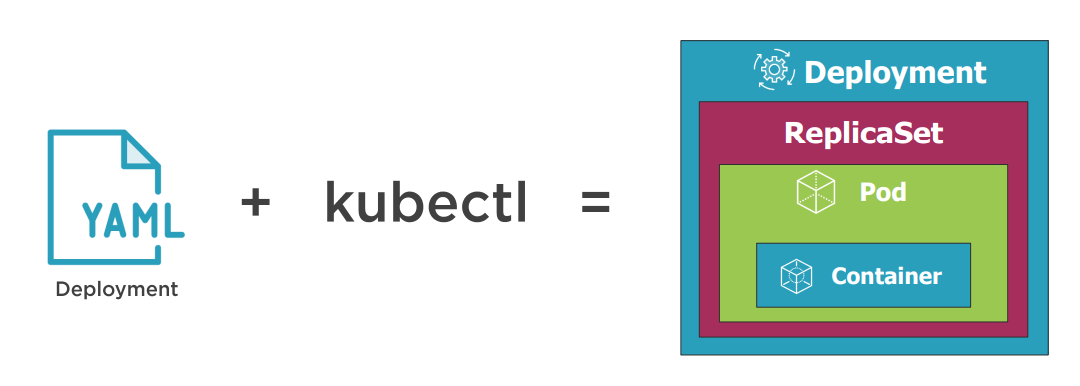 YAML
Deployment
+ kubectl =
Deployment
ReplicaSet
Pod
Container